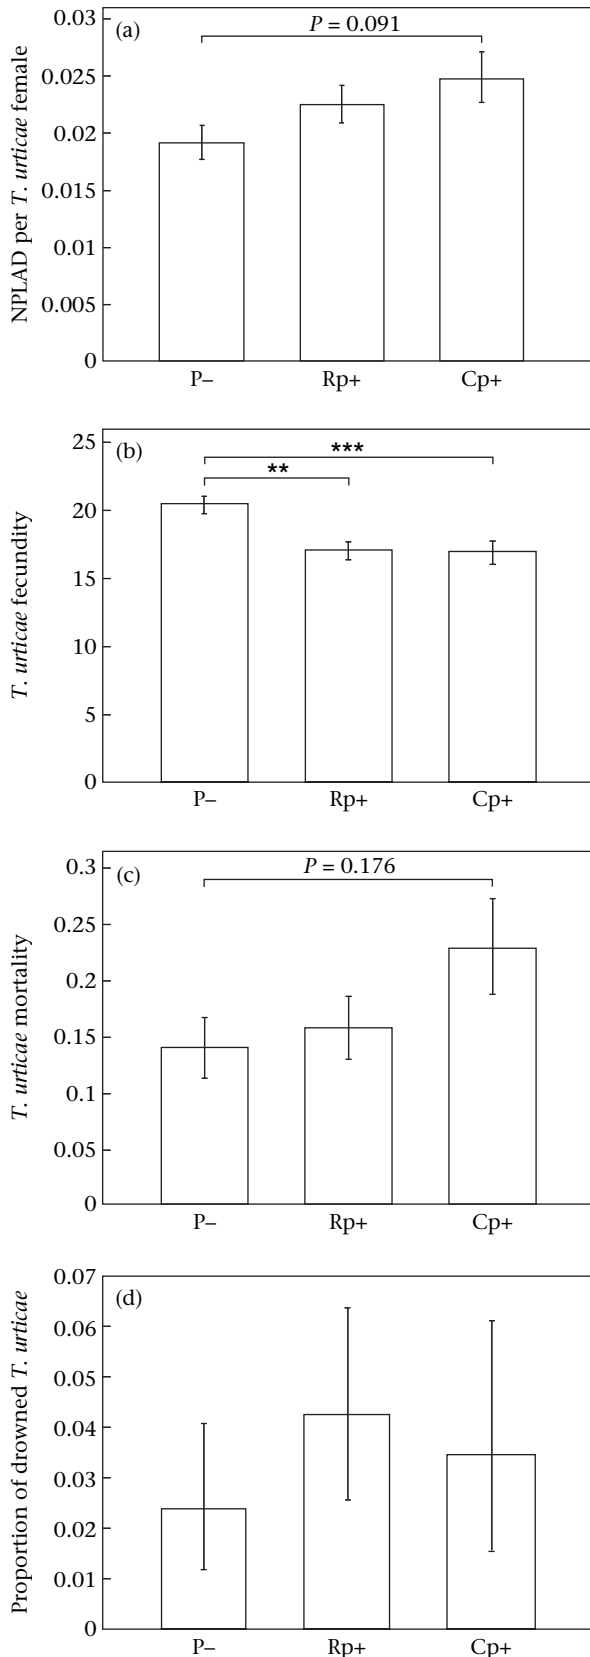 0.03
(a)
P = 0.091
0.025
0.02
0.015
0.01
0.005
0
NPLAD per T. urticae female
P– Rp+ Cp+
25
(b)
***
**
20
15
10
5
0
T. urticae fecundity
P– Rp+ Cp+
0.3
(c)
P = 0.176
0.25
0.2
0.15
0.1
0.05
0
T. urticae mortality
P– Rp+ Cp+
0.07
(d)
0.06
0.05
0.04
0.03
0.02
0.01
0
Proportion of drowned T. urticae
P– Rp+ Cp+